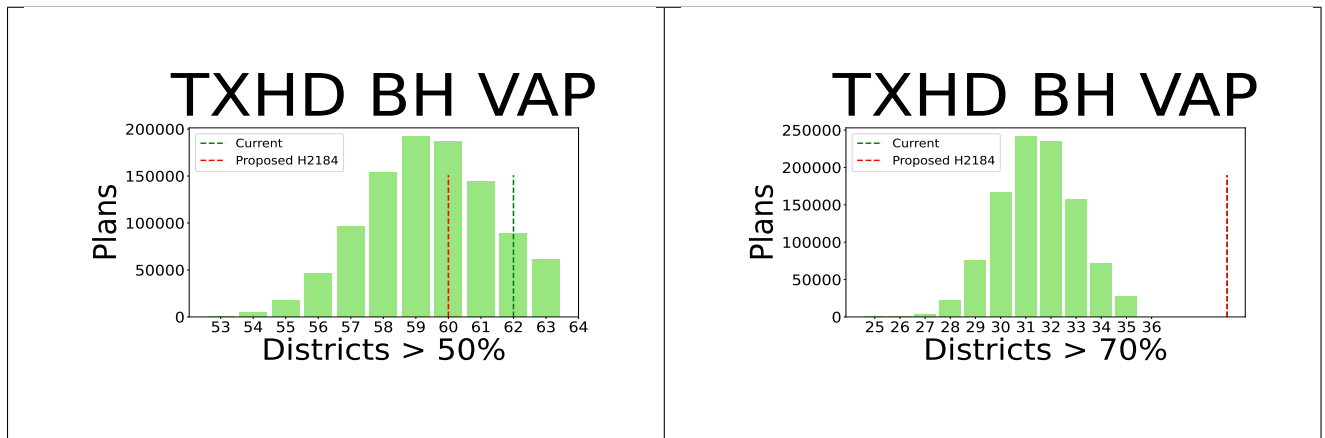 TXHD BH VAP
200000
150000
100000
50000
0
Plans
Current
Proposed H2184
53 54 55 56 57 58 59 60 61 62 63 64
Districts > 50%
TXHD BH VAP
250000
200000
150000
100000
50000
0
Plans
Current
Proposed H2184
25 26 27 28 29 30 31 32 33 34 35 36
Districts > 70%